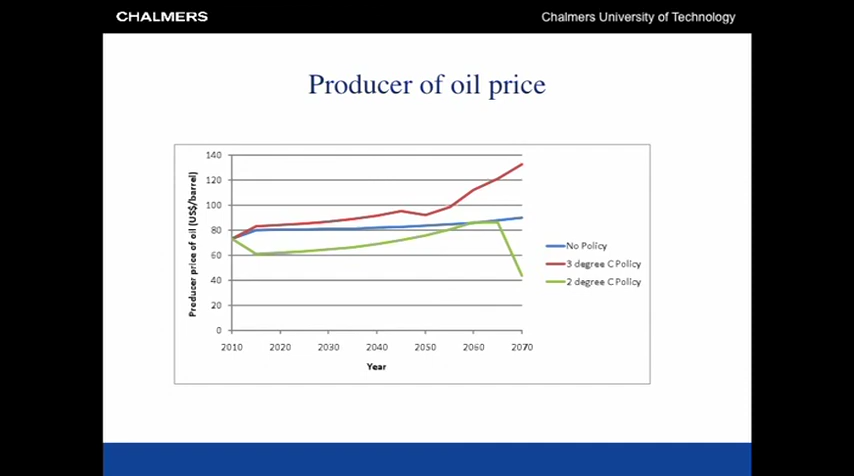 CHALMERS
Chalmers University of Technology
Producer of oil price
140
120
100
80
60
40
20
0
Producer price of oil (US$/barrel)
2010 2020 2030 2040 2050 2060 2070
Year
No Policy
3 degree C Policy
2 degree C Policy